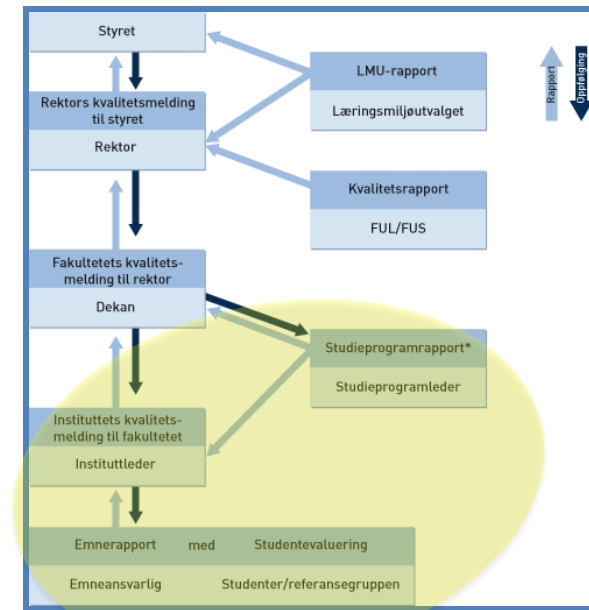 Styret
Rektors kvalitetsmelding
til styret
Rektor
LMU-rapport
Læringsmiljøutvalget
Rapport
Oppfølging
Kvalitetsrapport
FUL/FUS
Fakultetets kvalitets-
melding til rektor
Dekan
Studieprogramrapport*
Studieprogramleder
Instituttets kvalitets-
melding til fakultetet
Instituttleder
Emnerapport med Studentevaluering
Emneansvarlig Studenter/referansegruppen